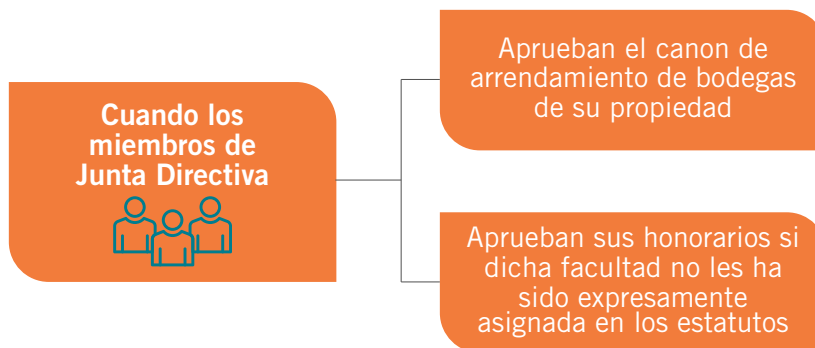 Cuando los
miembros de
Junta Directiva
Aprueban el canon de
arrendamiento de bodegas
de su propiedad
Aprueban sus honorarios si
dicha facultad no les ha
sido expresamente
asignada en los estatutos